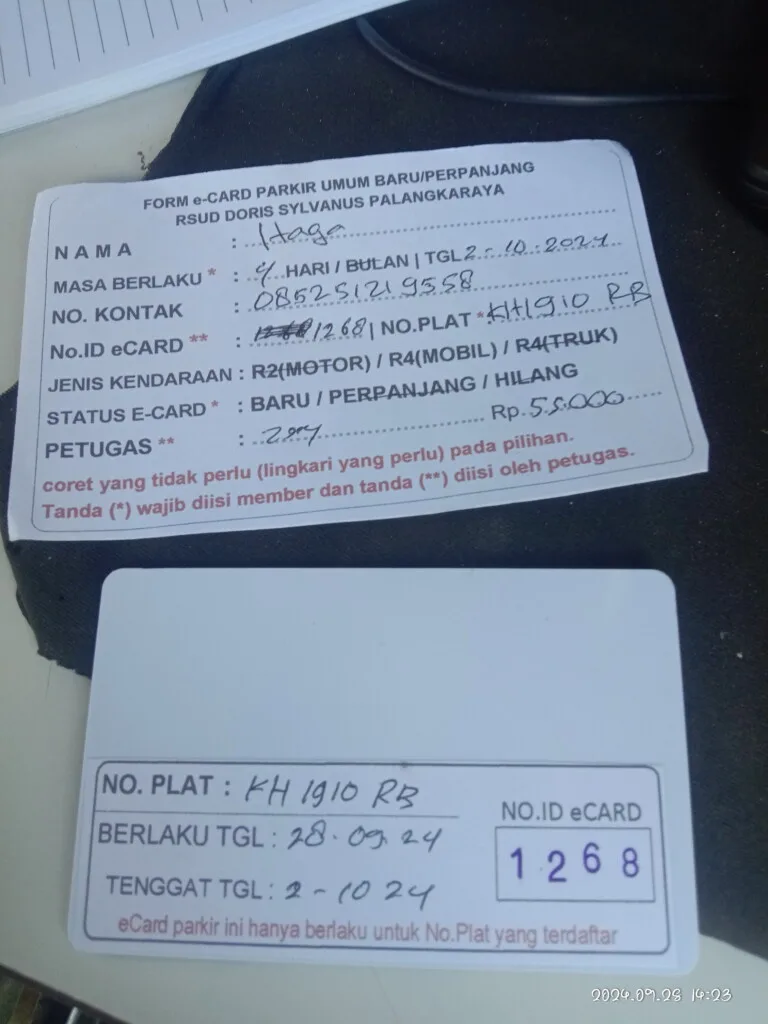 FORM e-CARD PARKIR UMUM BARU/PERPANJANG
RSUD DORIS SYLVANUS PALANGKARAYA
NAMA : Haga
MASA BERLAKU * : 4 HARI / BULAN | TGL 2-10-2024
NO. KONTAK : 085251219558
No.ID eCARD ** : 1268 | NO.PLAT * KH1910 RB
JENIS KENDARAAN : R2(MOTOR) / R4(MOBIL) / R4(TRUK)
STATUS E-CARD * : BARU / PERPANJANG / HILANG
PETUGAS ** : Rp. 55.000
coret yang tidak perlu (lingkari yang perlu) pada pilihan.
Tanda (*) wajib diisi member dan tanda (**) diisi oleh petugas.
NO. PLAT : KH 1910 RB
BERLAKU TGL : 28.09.24
TENGGAT TGL : 2-10 24
NO.ID eCARD
1268
eCard parkir ini hanya berlaku untuk No.Plat yang terdaftar
2024.09.28 14:23